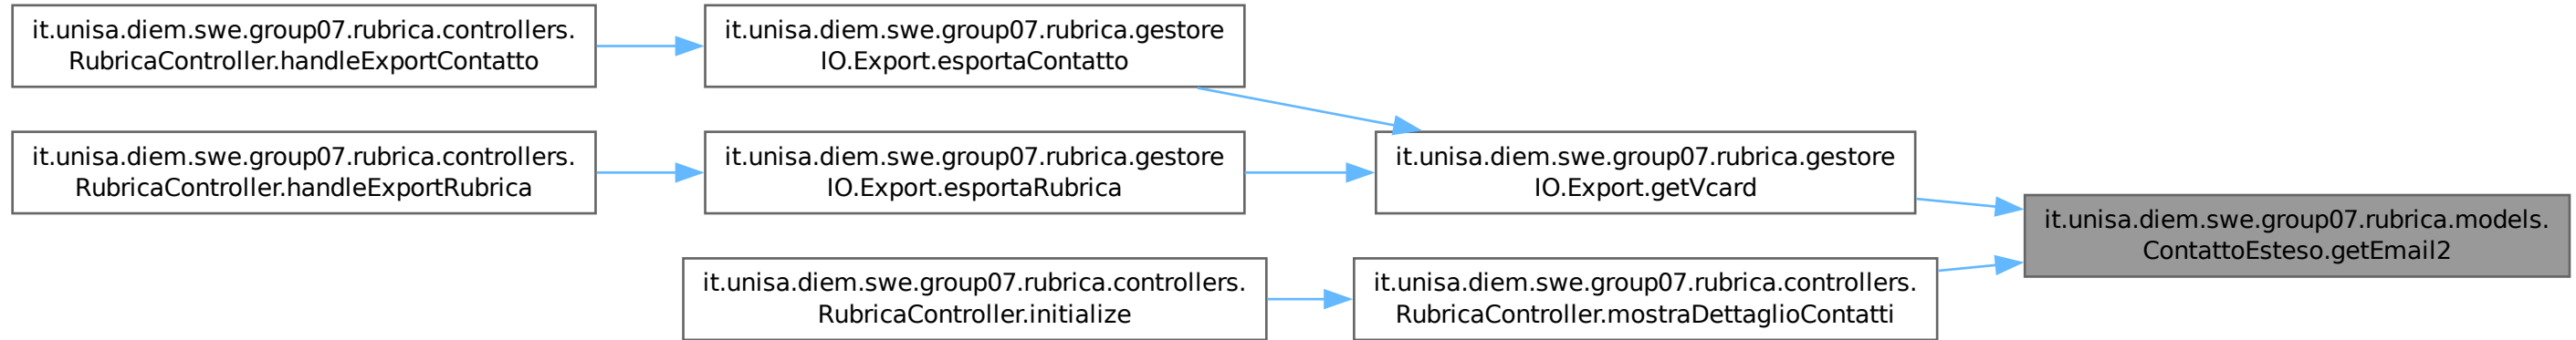 it.unisa.diem.swe.group07.rubrica.controllers.
RubricaController.handleExportContatto
it.unisa.diem.swe.group07.rubrica.gestore
IO.Export.esportaContatto
it.unisa.diem.swe.group07.rubrica.controllers.
RubricaController.handleExportRubrica
it.unisa.diem.swe.group07.rubrica.gestore
IO.Export.esportaRubrica
it.unisa.diem.swe.group07.rubrica.gestore
IO.Export.getVcard
it.unisa.diem.swe.group07.rubrica.models.
ContattoEsteso.getEmail2
it.unisa.diem.swe.group07.rubrica.controllers.
RubricaController.initialize
it.unisa.diem.swe.group07.rubrica.controllers.
RubricaController.mostraDettaglioContatti